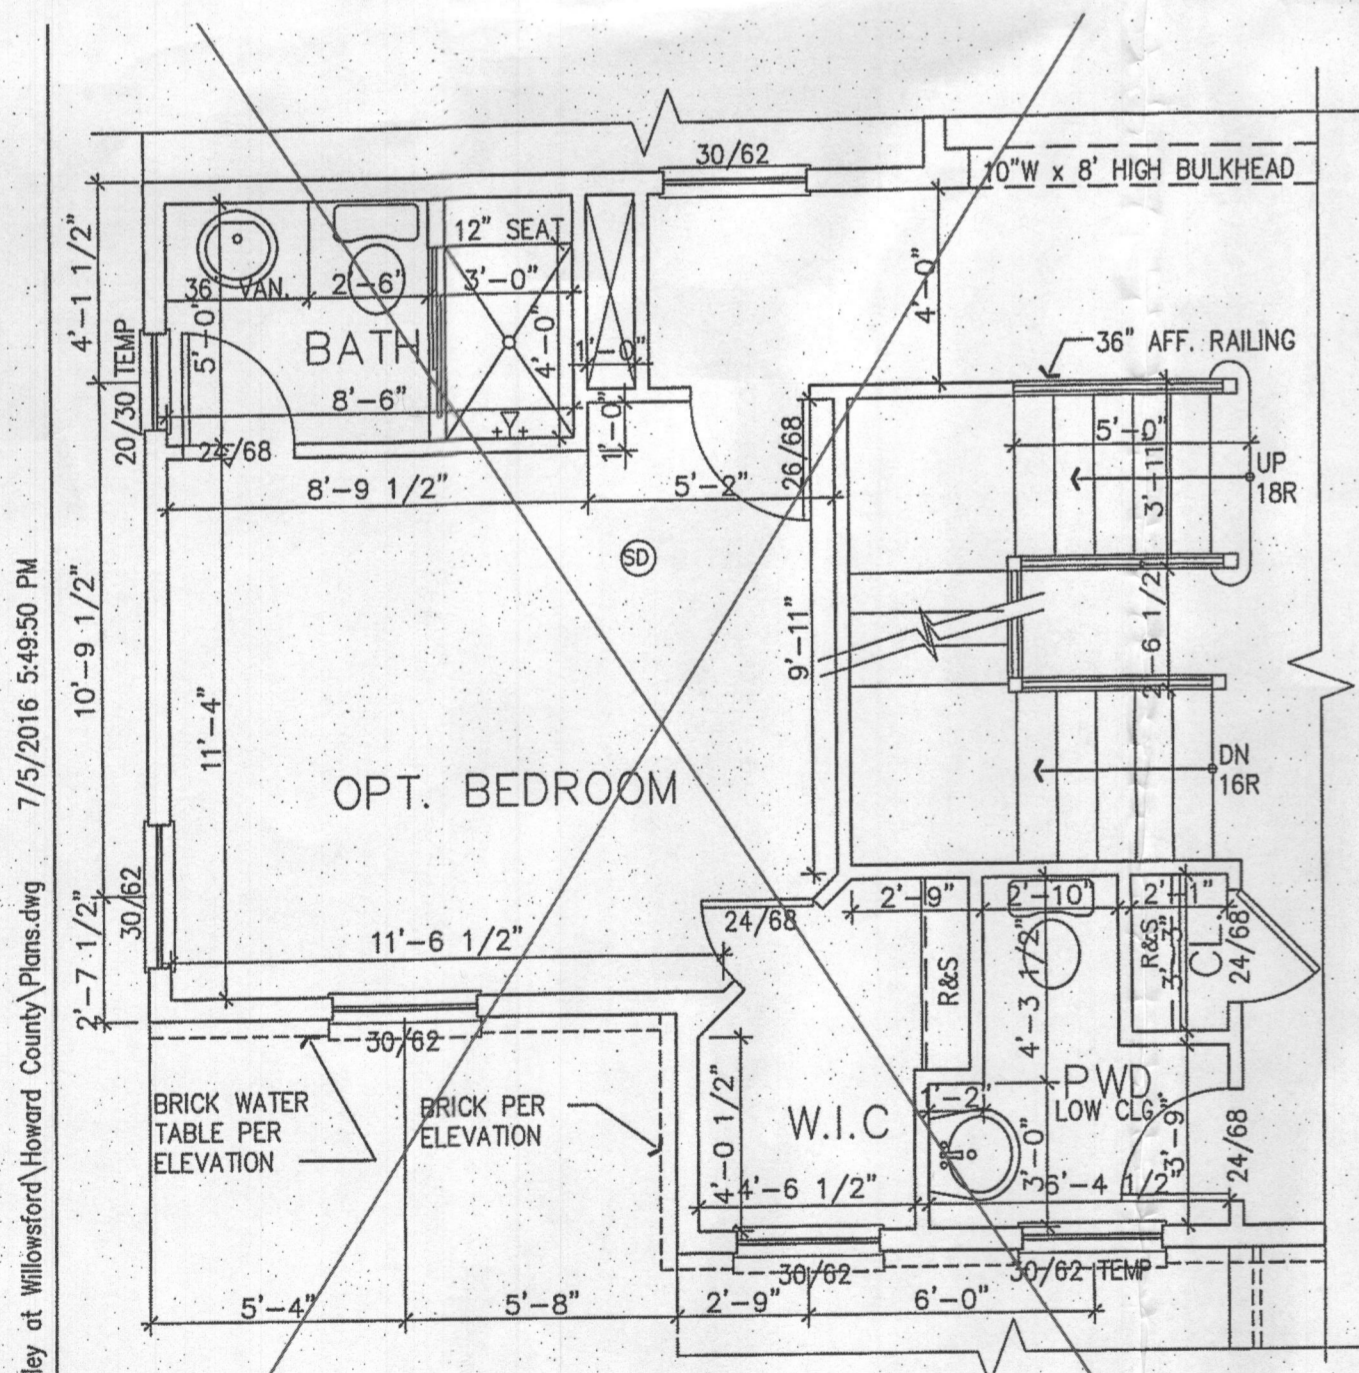 30/62
10"W x 8' HIGH BULKHEAD
4'-1 1/2"
12" SEAT
36" VAN.
2'-6"
3'-0"
4'-0"
20/30 TEMP
5'-0"
BATH
4'-0"
1'-0"
36" AFF. RAILING
8'-6"
24/68
1'-0"
26/68
5'-0"
3'-11"
UP
18R
8'-9 1/2"
5'-2"
SD
10'-9 1/2"
9'-11"
2'-6 1/2"
11'-4"
OPT. BEDROOM
DN
16R
30/62
2'-7 1/2"
11'-6 1/2"
24/68
2'-9"
2'-10"
2'-1"
R&S
4'-3 1/2"
R&S
3'-3"
CL
24/68
30/62
BRICK WATER
TABLE PER
ELEVATION
BRICK PER
ELEVATION
4'-0 1/2"
W.I.C
1'-2"
PWD
LOW CLG
3'-0"
3'-9"
24/68
4'-6 1/2"
6'-4 1/2"
30/62
30/62 TEMP
5'-4"
5'-8"
2'-9"
6'-0"
ley at Willowsford\Howard County\Plans.dwg 7/5/2016 5:49:50 PM